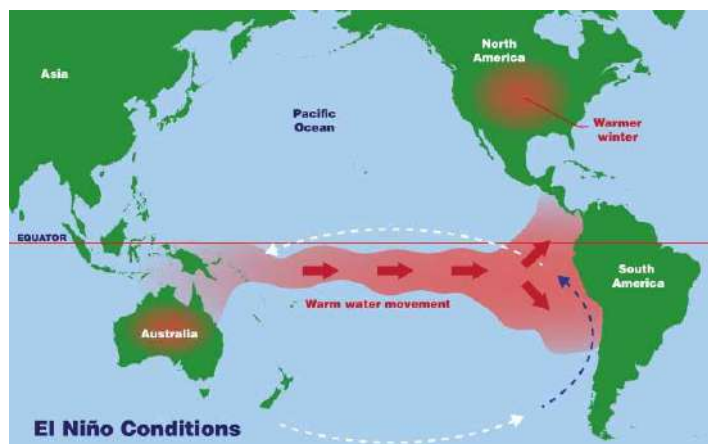 North
America
Asia
Pacific
Ocean
Warmer
winter
EQUATOR
South
America
Warm water movement
Australia
El Niño Conditions